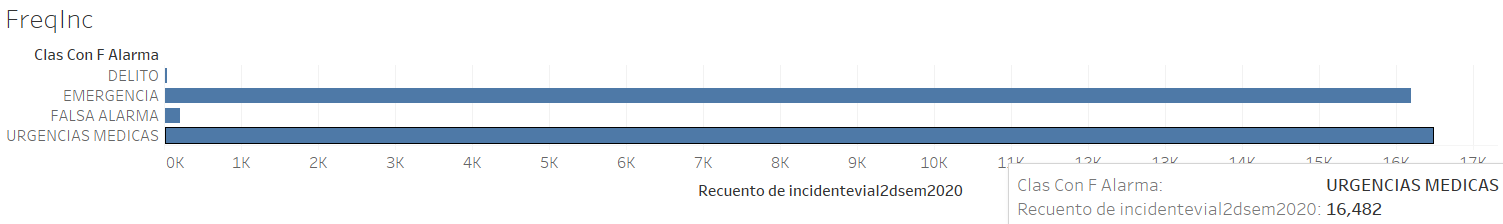 FreqInc
Clas Con F Alarma
DELITO
EMERGENCIA
FALSA ALARMA
URGENCIAS MEDICAS
0K 1K 2K 3K 4K 5K 6K 7K 8K 9K 10K 11K 12K 13K 14K 15K 16K 17K
Recuento de incidentevial2dsem2020
Clas Con F Alarma: URGENCIAS MEDICAS
Recuento de incidentevial2dsem2020: 16,482